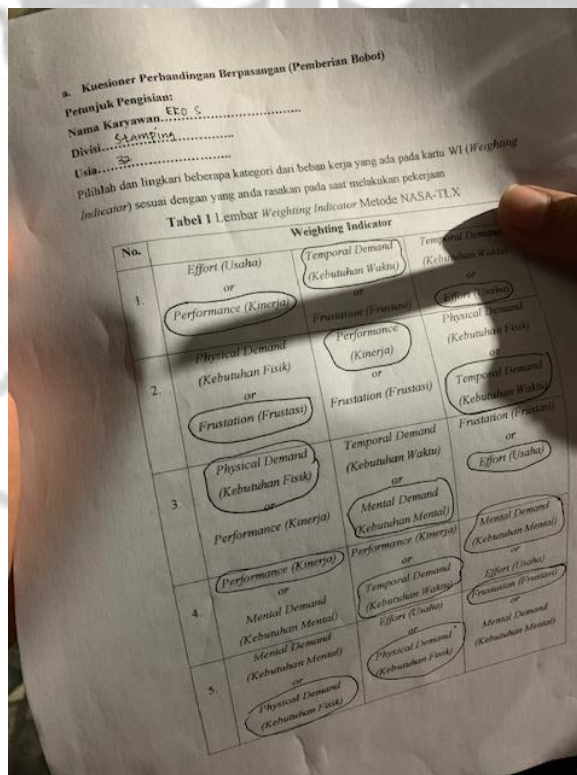 a. Kuesioner Perbandingan Berpasangan (Pemberian Bobot)
Petunjuk Pengisian:
Nama Karyawan. EKO S
Divisi. Stamping
Usia. 32
Pilihlah dan lingkari beberapa kategori dari beban kerja yang ada pada kartu WI (Weighting
Indicator) sesuai dengan yang anda rasakan pada saat melakukan pekerjaan
Tabel 1 Lembar Weighting Indicator Metode NASA-TLX
No. Weighting Indicator
1.
Effort (Usaha)
or
Performance (Kinerja)
Temporal Demand
(Kebutuhan Waktu)
or
Frustation (Frustasi)
Temporal Demand
(Kebutuhan Waktu)
or
Effort (Usaha)
2.
Physical Demand
(Kebutuhan Fisik)
or
Frustation (Frustasi)
Performance
(Kinerja)
or
Frustation (Frustasi)
Physical Demand
(Kebutuhan Fisik)
or
Temporal Demand
(Kebutuhan Waktu)
3.
Physical Demand
(Kebutuhan Fisik)
or
Performance (Kinerja)
Temporal Demand
(Kebutuhan Waktu)
or
Mental Demand
(Kebutuhan Mental)
Frustation (Frustasi)
or
Effort (Usaha)
4.
Performance (Kinerja)
or
Mental Demand
(Kebutuhan Mental)
Performance (Kinerja)
or
Temporal Demand
(Kebutuhan Waktu)
Mental Demand
(Kebutuhan Mental)
or
Effort (Usaha)
5.
Mental Demand
(Kebutuhan Mental)
or
Physical Demand
(Kebutuhan Fisik)
Effort (Usaha)
or
Physical Demand
(Kebutuhan Fisik)
Frustation (Frustasi)
or
Mental Demand
(Kebutuhan Mental)